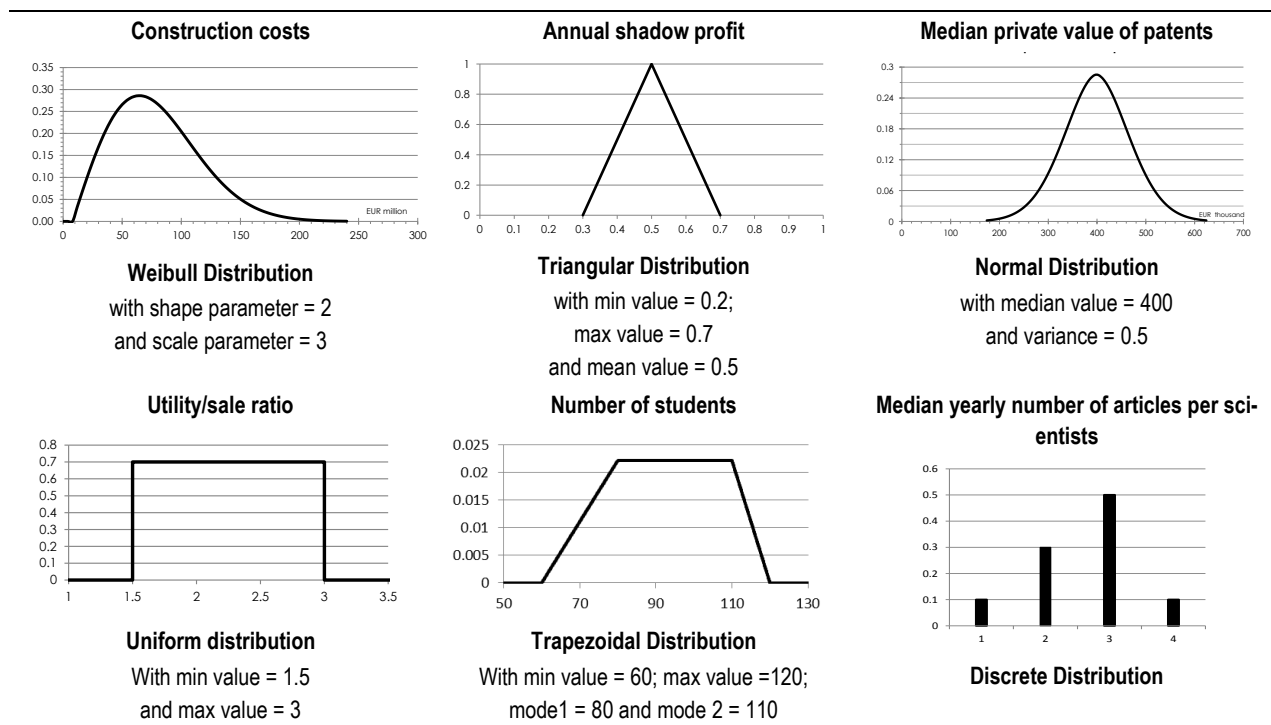 Construction costs
0.35
0.30
0.25
0.20
0.15
0.10
0.05
0.00
EUR million
0 50 100 150 200 250 300
Weibull Distribution
with shape parameter = 2
and scale parameter = 3
Annual shadow profit
1
0.8
0.6
0.4
0.2
0
0 0.1 0.2 0.3 0.4 0.5 0.6 0.7 0.8 0.9 1
Triangular Distribution
with min value = 0.2;
max value = 0.7
and mean value = 0.5
Median private value of patents
0.3
0.24
0.18
0.12
0.06
0
EUR thousand
0 100 200 300 400 500 600 700
Normal Distribution
with median value = 400
and variance = 0.5
Utility/sale ratio
0.8
0.7
0.6
0.5
0.4
0.3
0.2
0.1
0
1 1.5 2 2.5 3 3.5
Uniform distribution
With min value = 1.5
and max value = 3
Number of students
0.025
0.02
0.015
0.01
0.005
0
50 70 90 110 130
Trapezoidal Distribution
With min value = 60; max value =120;
mode1 = 80 and mode 2 = 110
Median yearly number of articles per sci-
entists
0.6
0.5
0.4
0.3
0.2
0.1
0
1 2 3 4
Discrete Distribution